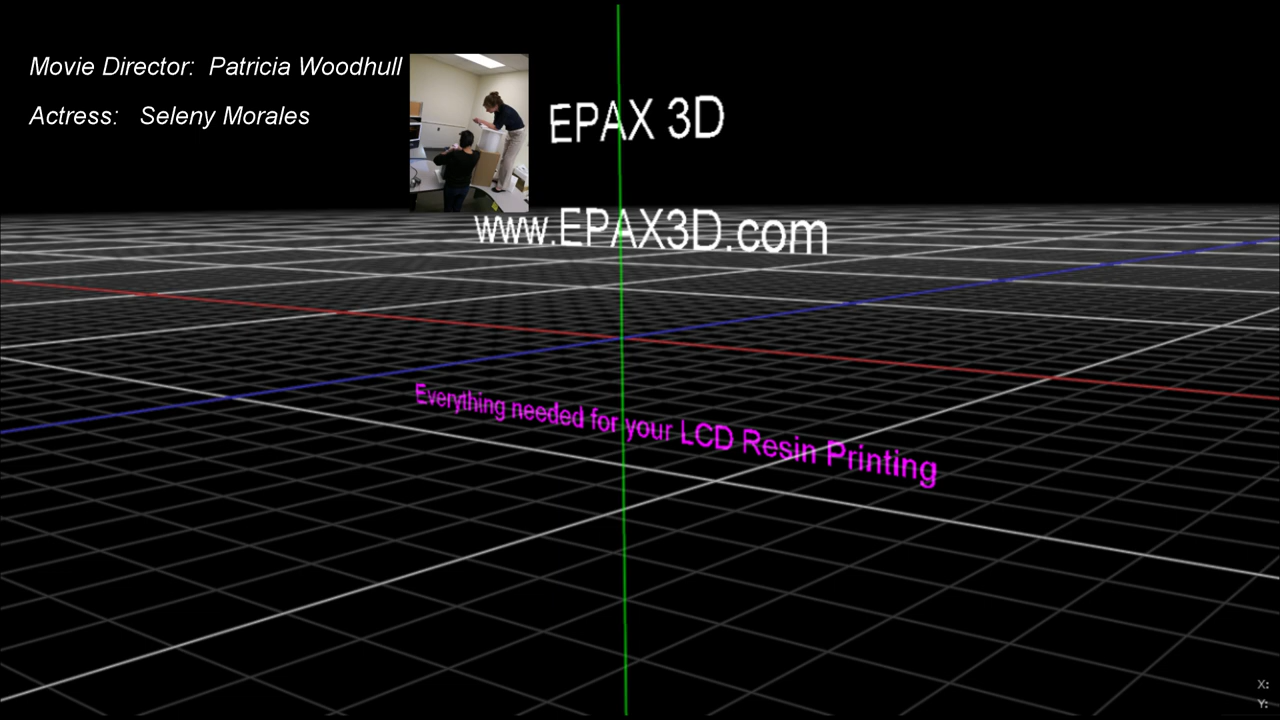 Movie Director: Patricia Woodhull
Actress: Seleny Morales
EPAX 3D
www.EPAX3D.com
Everything needed for your LCD Resin Printing
X:
Y: